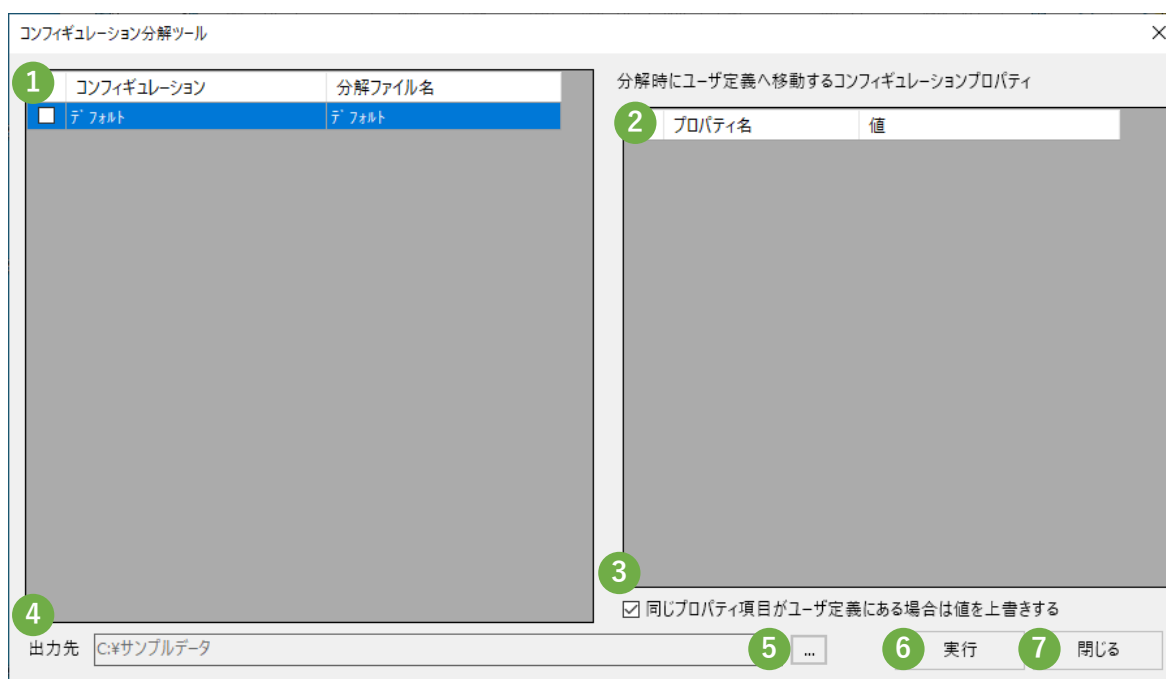 コンフィギュレーション分解ツール
1 コンフィギュレーション 分解ファイル名
ﾃﾞﾌｫﾙﾄ ﾃﾞﾌｫﾙﾄ
分解時にユーザ定義へ移動するコンフィギュレーションプロパティ
2 プロパティ名 値
3
同じプロパティ項目がユーザ定義にある場合は値を上書きする
4
出力先 C:¥サンプルデータ 5 ... 6 実行 7 閉じる